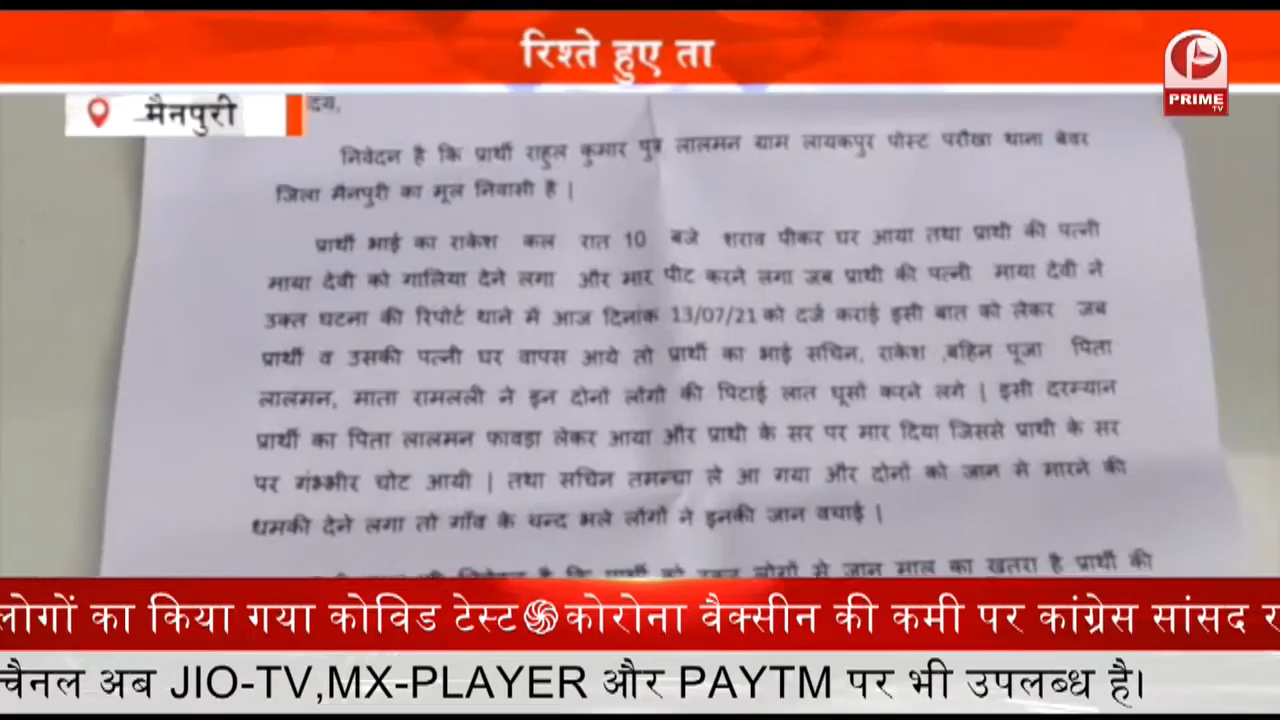 रिश्ते हुए ता
PRIME
TV
मैनपुरी
दय,
निवेदन है कि प्रार्थी राहुल कुमार पुत्र लालमन ग्राम लायकपुर पोस्ट परौखा थाना बेवर
जिला मैनपुरी का मूल निवासी है |
प्रार्थी भाई का राकेश कल रात 10 बजे शराव पीकर घर आया तथा प्रार्थी की पत्नी
माया देवी को गालिया देने लगा और मार पीट करने लगा जब प्रार्थी की पत्नी माया देवी ने
उक्त घटना की रिपोर्ट थाने में आज दिनांक 13/07/21 को दर्ज कराई इसी बात को लेकर जब
प्रार्थी व उसकी पत्नी घर वापस आये तो प्रार्थी का भाई सचिन, राकेश ,बहिन पूजा पिता
लालमन, माता रामलली ने इन दोनों लोगों की पिटाई लात घूसों करने लगे | इसी दरम्यान
प्रार्थी का पिता लालमन फावड़ा लेकर आया और प्रार्थी के सर पर मार दिया जिससे प्रार्थी के सर
पर गंम्भीर चोट आयी | तथा सचिन तमन्चा ले आ गया और दोनों को जान से मारने की
धमकी देने लगा तो गाँव के चन्द भले लोगों ने इनकी जान वचाई |
है कि प्रार्थी को उक्त लोगों से जान माल का खतरा है प्रार्थी की
लोगों का किया गया कोविड टेस्ट कोरोना वैक्सीन की कमी पर कांग्रेस सांसद
चैनल अब JIO-TV,MX-PLAYER और PAYTM पर भी उपलब्ध है।